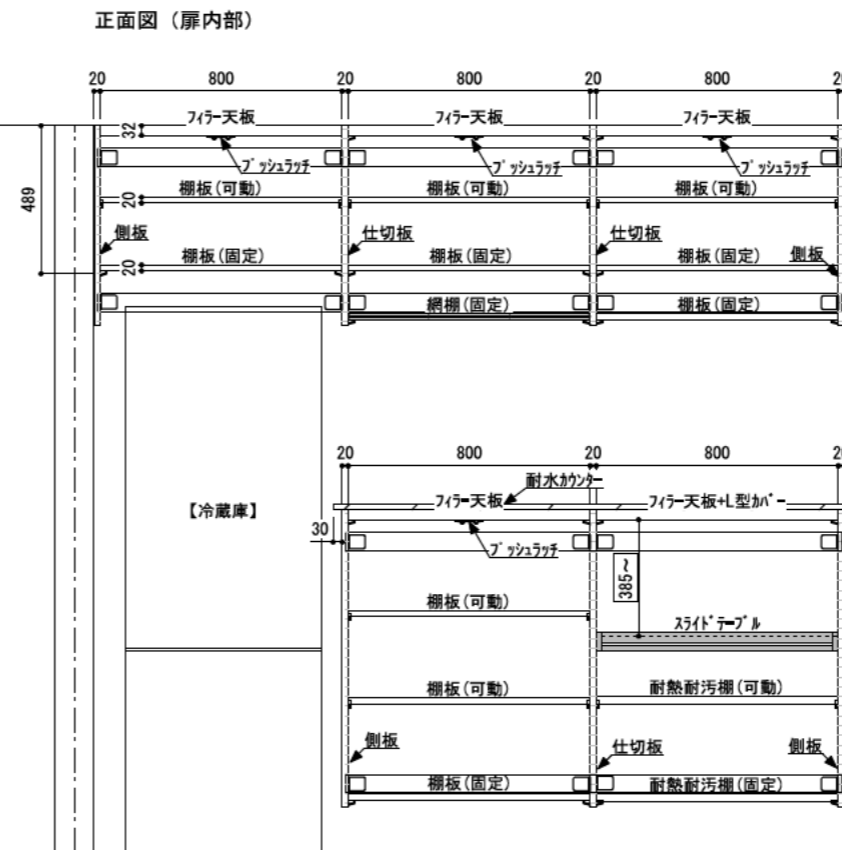 正面図（扉内部）
20 800 20 800 20 800 2
フィラー天板 フィラー天板 フィラー天板
32
プッシュラッチ プッシュラッチ プッシュラッチ
489
棚板(可動) 棚板(可動) 棚板(可動)
20
側板 仕切板 仕切板
棚板(固定) 棚板(固定) 棚板(固定) 側板
20
網棚(固定) 棚板(固定)
20 800 20 800 2
耐水カウンター
フィラー天板 フィラー天板+L型カバー
【冷蔵庫】
30
プッシュラッチ
385~
棚板(可動)
スライドテーブル
棚板(可動) 耐熱耐汚棚(可動)
側板 仕切板 側板
棚板(固定) 耐熱耐汚棚(固定)